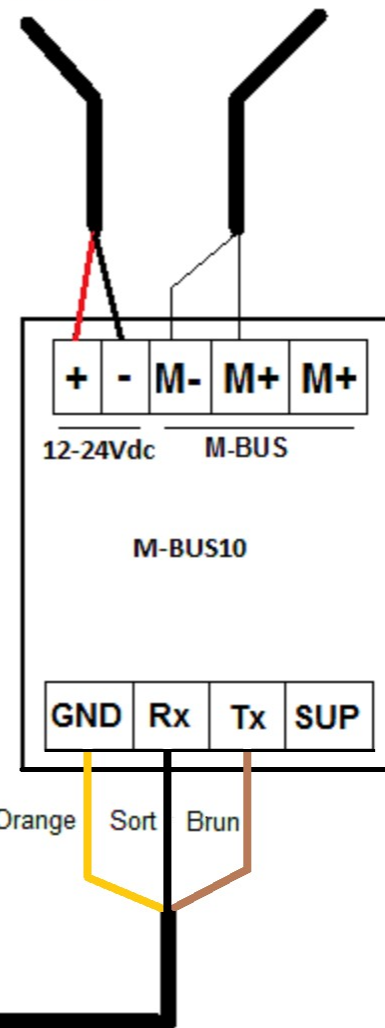 + - M- M+ M+
12-24Vdc M-BUS
M-BUS10
GND Rx Tx SUP
Orange Sort Brun